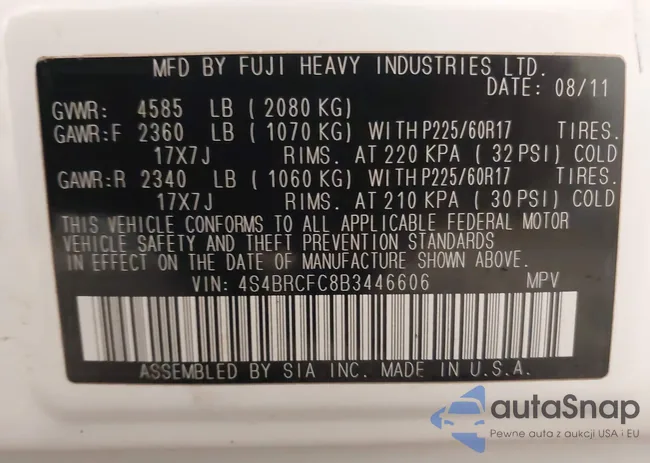 MFD BY FUJI HEAVY INDUSTRIES LTD.
DATE: 08/11
GVWR: 4585 LB ( 2080 KG)
GAWR:F 2360 LB ( 1070 KG) WITH P225/60R17 TIRES.
17X7J RIMS. AT 220 KPA ( 32 PSI) COLD
GAWR:R 2340 LB ( 1060 KG) WITH P225/60R17 TIRES.
17X7J RIMS. AT 210 KPA ( 30 PSI) COLD
THIS VEHICLE CONFORMS TO ALL APPLICABLE FEDERAL MOTOR
VEHICLE SAFETY AND THEFT PREVENTION STANDARDS
IN EFFECT ON THE DATE OF MANUFACTURE SHOWN ABOVE.
VIN: 4S4BRCFC8B3446606 MPV
ASSEMBLED BY SIA INC. MADE IN U.S.A.
autaSnap
Pewne auta z aukcji USA i EU